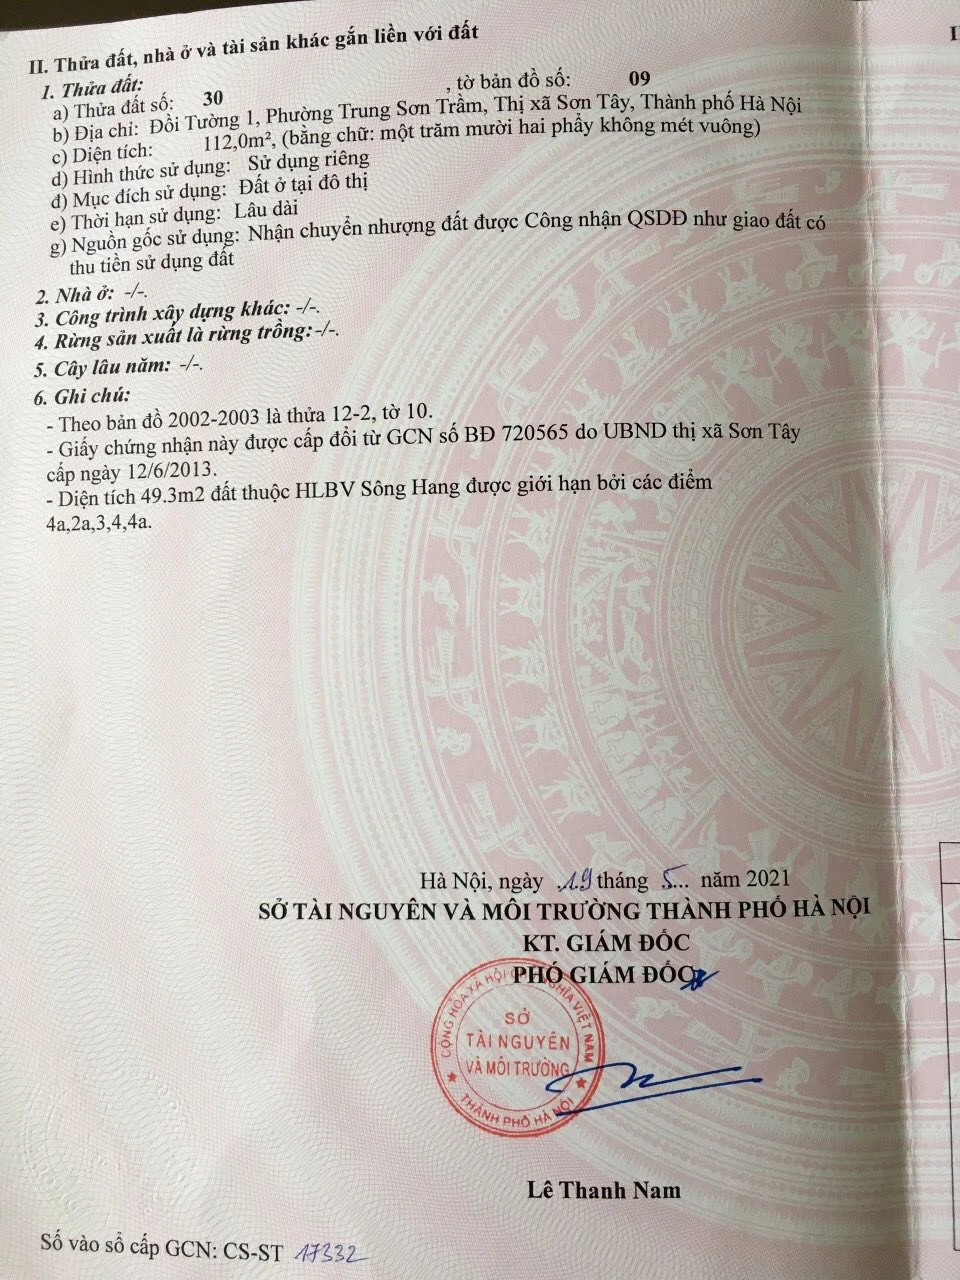 II. Thửa đất, nhà ở và tài sản khác gắn liền với đất
1. Thửa đất:
a) Thửa đất số: 30 , tờ bản đồ số: 09
b) Địa chỉ: Đồi Tường 1, Phường Trung Sơn Trầm, Thị xã Sơn Tây, Thành phố Hà Nội
c) Diện tích: 112,0m², (bằng chữ: một trăm mười hai phẩy không mét vuông)
d) Hình thức sử dụng: Sử dụng riêng
đ) Mục đích sử dụng: Đất ở tại đô thị
e) Thời hạn sử dụng: Lâu dài
g) Nguồn gốc sử dụng: Nhận chuyển nhượng đất được Công nhận QSDĐ như giao đất có
thu tiền sử dụng đất
2. Nhà ở: -/-.
3. Công trình xây dựng khác: -/-.
4. Rừng sản xuất là rừng trồng:-/-.
5. Cây lâu năm: -/-.
6. Ghi chú:
- Theo bản đồ 2002-2003 là thửa 12-2, tờ 10.
- Giấy chứng nhận này được cấp đổi từ GCN số BĐ 720565 do UBND thị xã Sơn Tây
cấp ngày 12/6/2013.
- Diện tích 49.3m2 đất thuộc HLBV Sông Hang được giới hạn bởi các điểm
4a,2a,3,4,4a.
Hà Nội, ngày .19 tháng 5... năm 2021
SỞ TÀI NGUYÊN VÀ MÔI TRƯỜNG THÀNH PHỐ HÀ NỘI
KT. GIÁM ĐỐC
PHÓ GIÁM ĐỐC
CỘNG HÒA XÃ HỘI CHỦ NGHĨA VIỆT NAM
SỞ
TÀI NGUYÊN
VÀ MÔI TRƯỜNG
THÀNH PHỐ HÀ NỘI
Lê Thanh Nam
Số vào sổ cấp GCN: CS-ST 17332